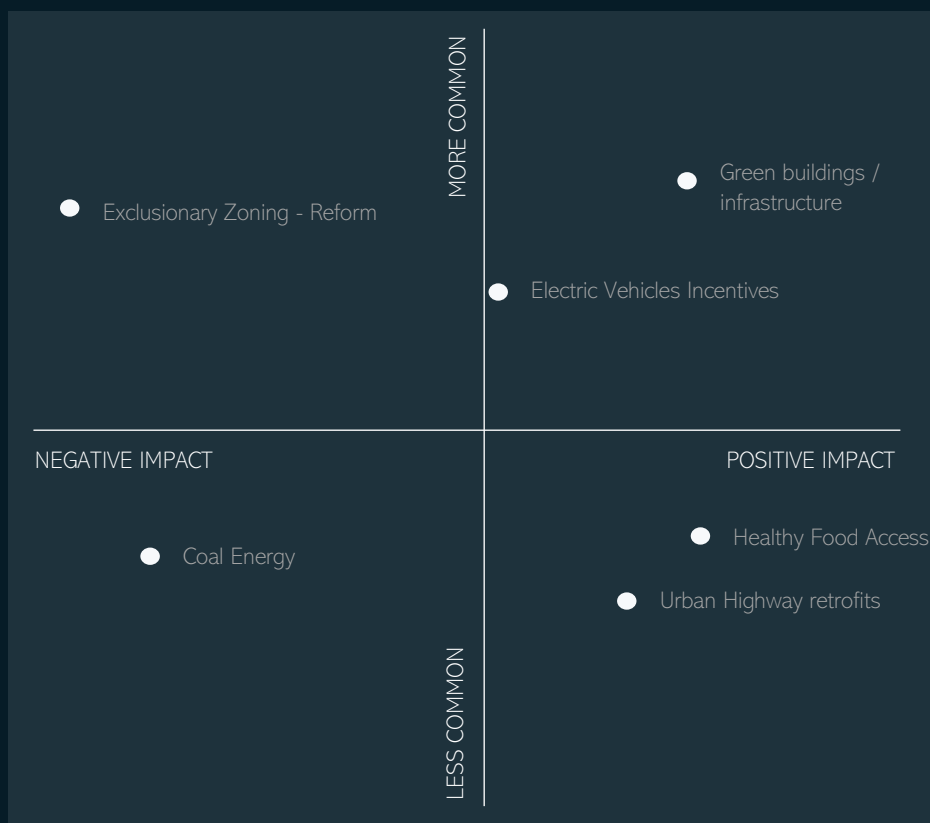 MORE COMMON
Green buildings /
infrastructure
Exclusionary Zoning - Reform
Electric Vehicles Incentives
NEGATIVE IMPACT
POSITIVE IMPACT
Healthy Food Access
Coal Energy
Urban Highway retrofits
LESS COMMON